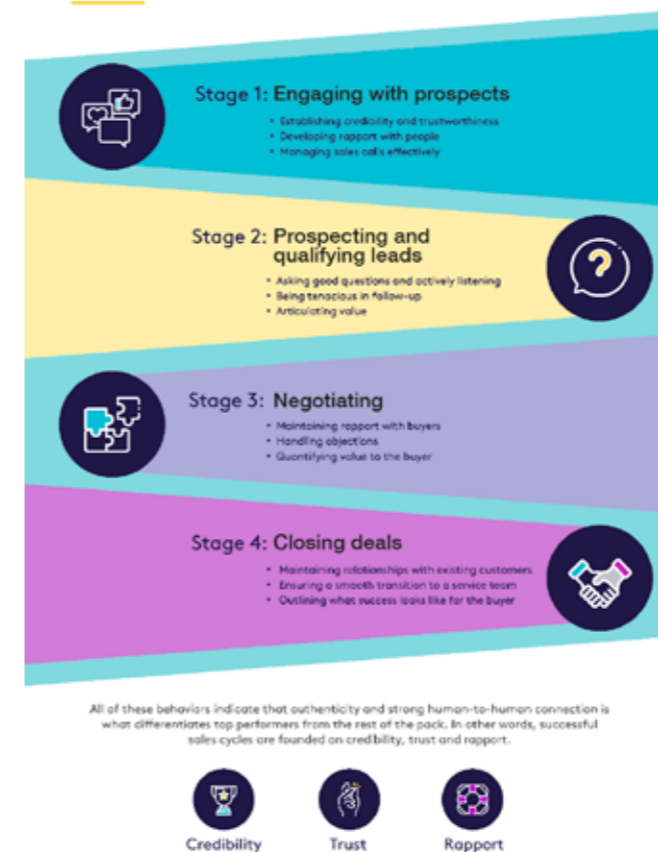 Stage 1: Engaging with prospects
• Establishing credibility and trustworthiness
• Developing rapport with people
• Managing sales calls effectively
Stage 2: Prospecting and
qualifying leads
• Asking good questions and actively listening
• Being tenacious in follow-up
• Articulating value
Stage 3: Negotiating
• Maintaining rapport with buyers
• Handling objections
• Quantifying value to the buyer
Stage 4: Closing deals
• Maintaining relationships with existing customers
• Ensuring a smooth transition to a service team
• Outlining what success looks like for the buyer
All of these behaviors indicate that authenticity and strong human-to-human connection is
what differentiates top performers from the rest of the pack. In other words, successful
sales cycles are founded on credibility, trust and rapport.
Credibility Trust Rapport